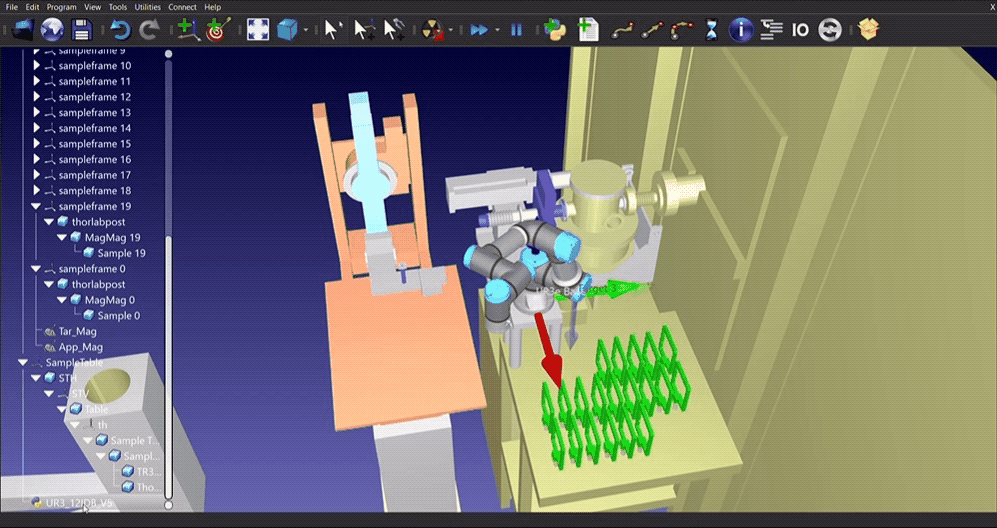 File Edit Program View Tools Utilities Connect Help X
IO
sampleframe 9
sampleframe 10
sampleframe 11
sampleframe 12
sampleframe 13
sampleframe 14
sampleframe 15
sampleframe 16
sampleframe 17
sampleframe 18
sampleframe 19
thorlabpost
MagMag 19
Sample 19
sampleframe 0
thorlabpost
MagMag 0
Sample 0
Tar_Mag
App_Mag
SampleTable
STH
STV
Table
th
Sample T...
Sampl...
TR3...
Tho...
UR3e Base